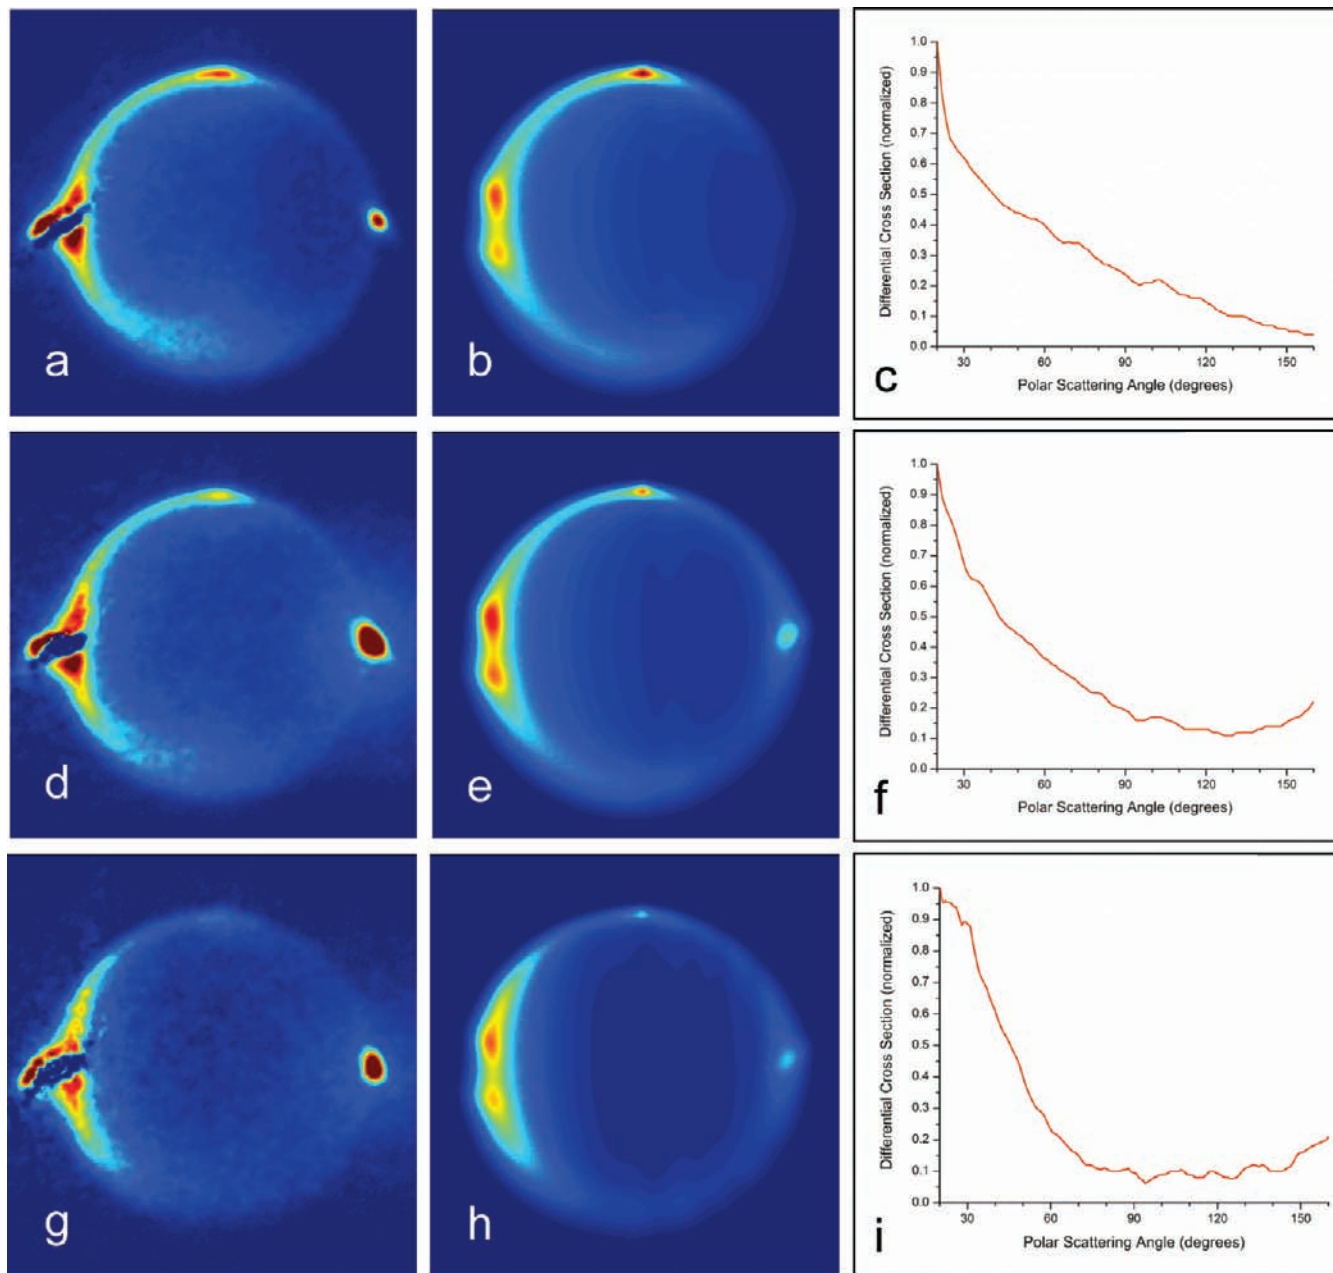 a
b
1.0
0.9
0.8
0.7
0.6
0.5
0.4
0.3
0.2
0.1
0.0
Differential Cross Section (normalized)
30 60 90 120 150
Polar Scattering Angle (degrees)
c
d
e
1.0
0.9
0.8
0.7
0.6
0.5
0.4
0.3
0.2
0.1
0.0
Differential Cross Section (normalized)
30 60 90 120 150
Polar Scattering Angle (degrees)
f
g
h
1.0
0.9
0.8
0.7
0.6
0.5
0.4
0.3
0.2
0.1
0.0
Differential Cross Section (normalized)
30 60 90 120 150
Polar Scattering Angle (degrees)
i